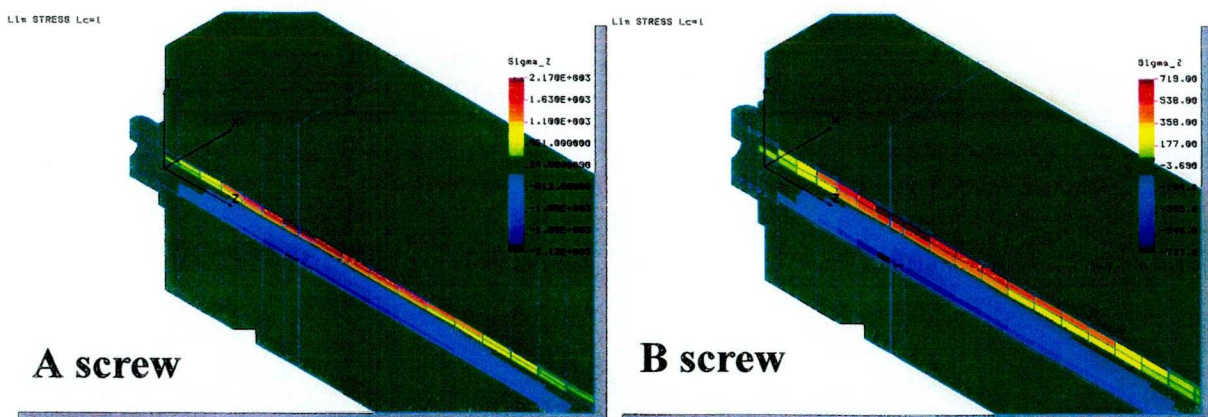 Lin STRESS Lc=1
Sigma_Z
2.170E+003
1.630E+003
1.100E+003
Y
X
Z
A screw
Lin STRESS Lc=1
Sigma_Z
719.00
538.00
358.00
177.00
-3.690
Y
X
Z
B screw